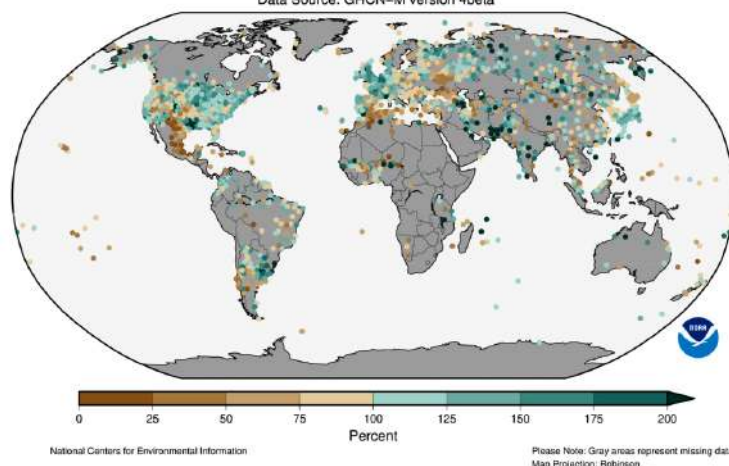 Data Source: GHCN–M version 4beta
NOAA
0 25 50 75 100 125 150 175 200
Percent
National Centers for Environmental Information
Please Note: Gray areas represent missing data
Map Projection: Robinson